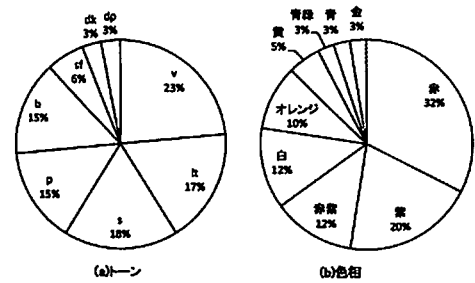 dk
3%
dp
3%
sf
6%
v
23%
b
15%
lt
17%
p
15%
s
18%
(a)トーン
青緑
3%
青
3%
金
3%
黄
5%
赤
32%
オレンジ
10%
白
12%
赤紫
12%
紫
20%
(b)色相